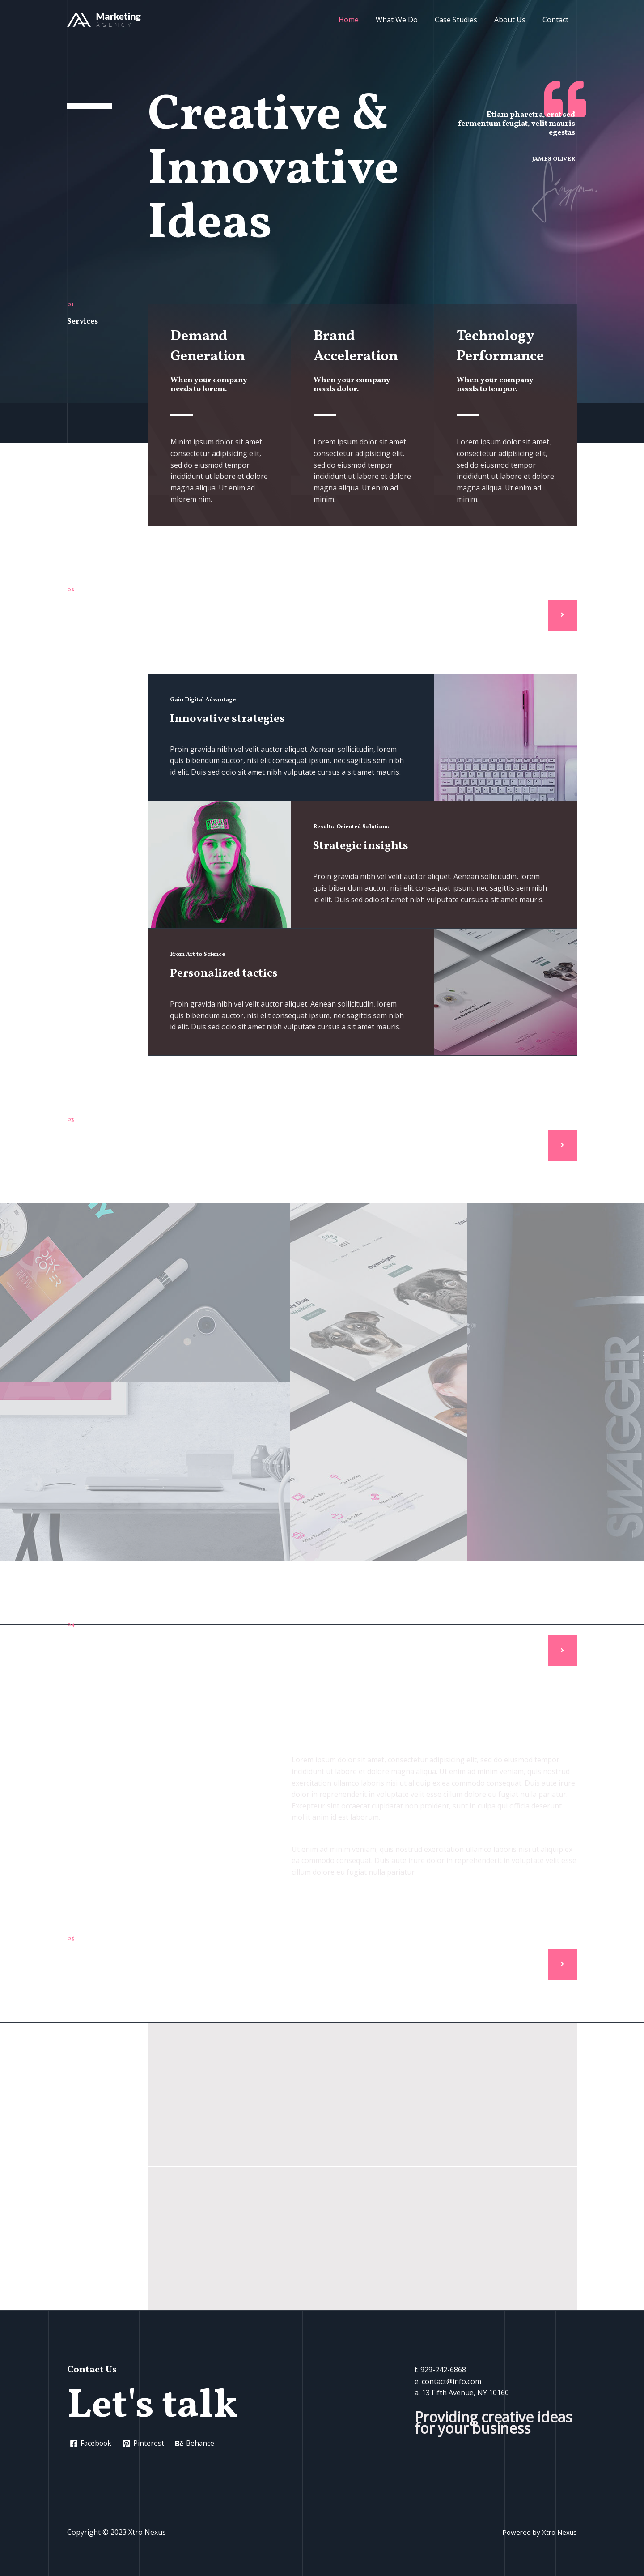 Marketing
AGENCY
Home What We Do Case Studies About Us Contact
Creative &
Innovative
Ideas
Etiam pharetra, erat sed
fermentum feugiat, velit mauris
egestas
JAMES OLIVER
01
Services
Demand
Generation
When your company
needs to lorem.
Minim ipsum dolor sit amet,
consectetur adipisicing elit,
sed do eiusmod tempor
incididunt ut labore et dolore
magna aliqua. Ut enim ad
mlorem nim.
Brand
Acceleration
When your company
needs dolor.
Lorem ipsum dolor sit amet,
consectetur adipisicing elit,
sed do eiusmod tempor
incididunt ut labore et dolore
magna aliqua. Ut enim ad
minim.
Technology
Performance
When your company
needs to tempor.
Lorem ipsum dolor sit amet,
consectetur adipisicing elit,
sed do eiusmod tempor
incididunt ut labore et dolore
magna aliqua. Ut enim ad
minim.
Gain Digital Advantage
Innovative strategies
Proin gravida nibh vel velit auctor aliquet. Aenean sollicitudin, lorem
quis bibendum auctor, nisi elit consequat ipsum, nec sagittis sem nibh
id elit. Duis sed odio sit amet nibh vulputate cursus a sit amet mauris.
Results-Oriented Solutions
Strategic insights
Proin gravida nibh vel velit auctor aliquet. Aenean sollicitudin, lorem
quis bibendum auctor, nisi elit consequat ipsum, nec sagittis sem nibh
id elit. Duis sed odio sit amet nibh vulputate cursus a sit amet mauris.
From Art to Science
Personalized tactics
Proin gravida nibh vel velit auctor aliquet. Aenean sollicitudin, lorem
quis bibendum auctor, nisi elit consequat ipsum, nec sagittis sem nibh
id elit. Duis sed odio sit amet nibh vulputate cursus a sit amet mauris.
03
DISC
COVER
Overnight
Care
Walking
SWAGGER
04
Contact Us
Let's talk
Facebook Pinterest Behance
t: 929-242-6868
e: contact@info.com
a: 13 Fifth Avenue, NY 10160
Providing creative ideas
for your business
Copyright © 2023 Xtro Nexus
Powered by Xtro Nexus